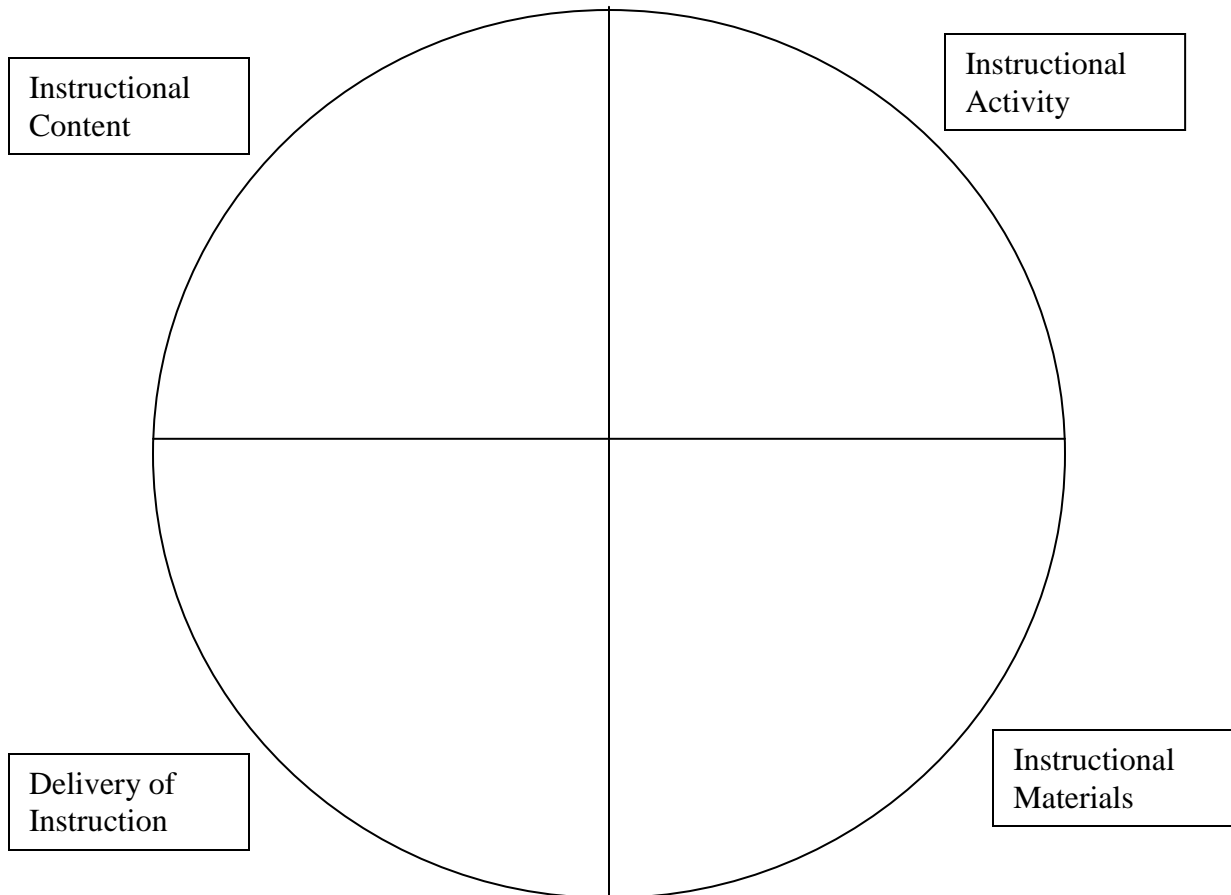 Instructional
Content
Instructional
Activity
Delivery of
Instruction
Instructional
Materials